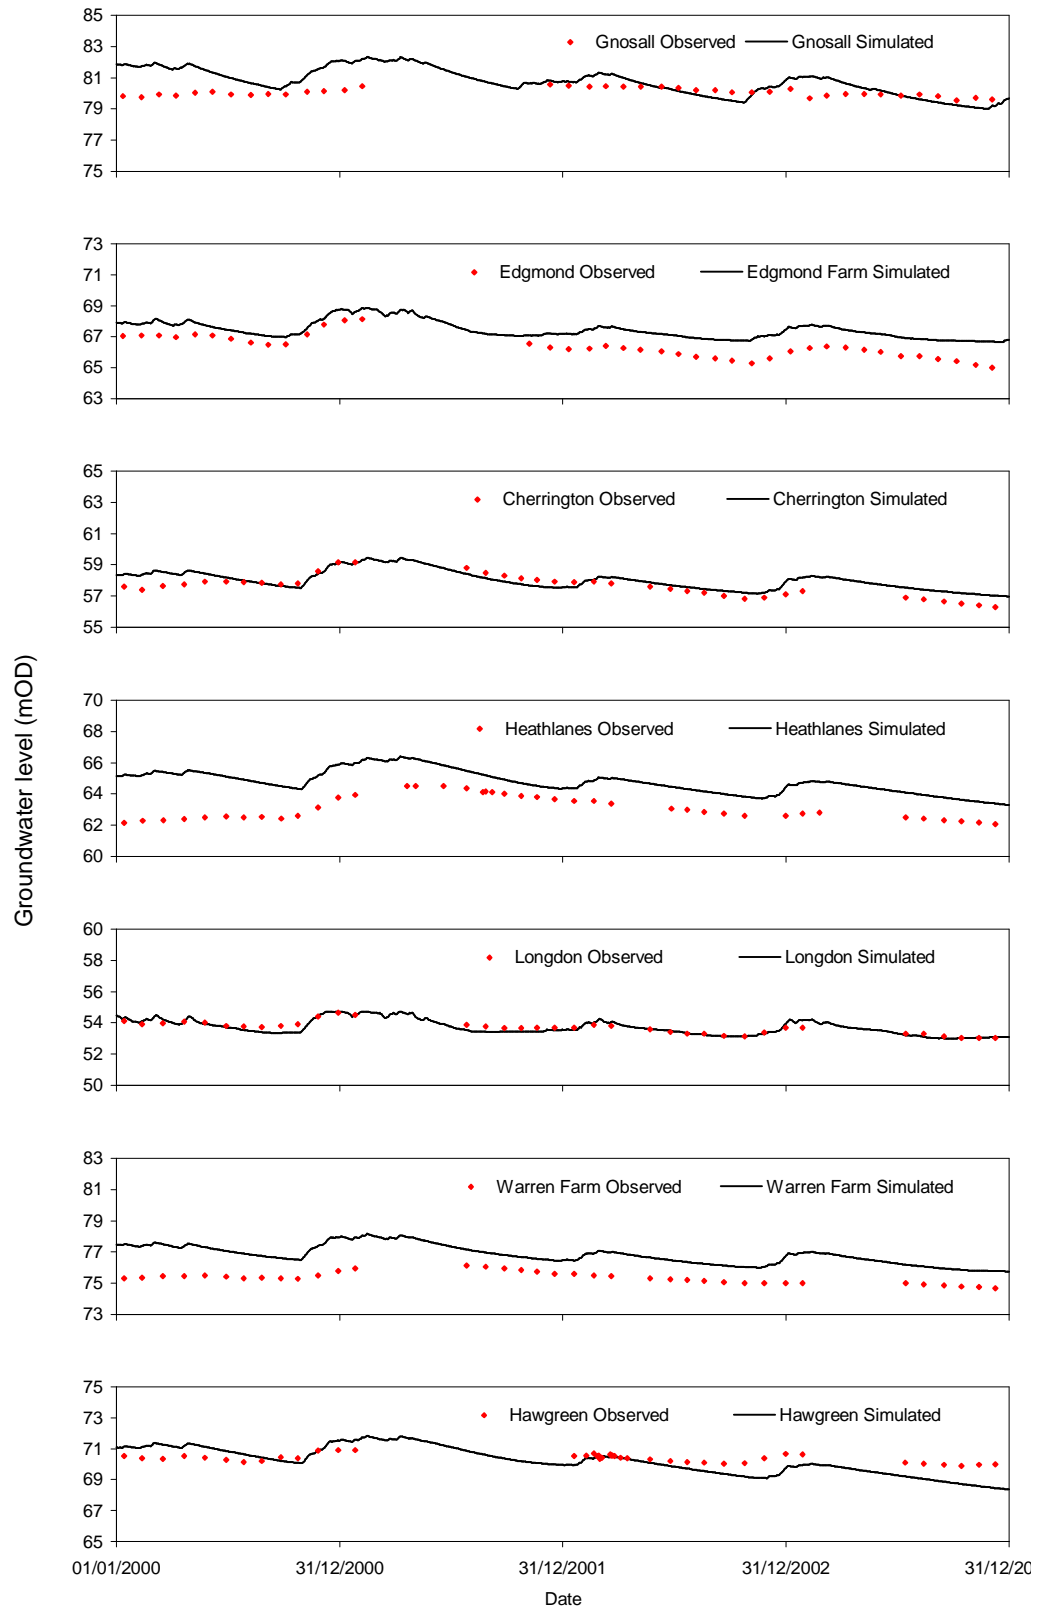 85
83
81
79
77
75
Gnosall Observed
Gnosall Simulated
73
71
69
67
65
63
Edgmond Observed
Edgmond Farm Simulated
65
63
61
59
57
55
Cherrington Observed
Cherrington Simulated
Groundwater level (mOD)
70
68
66
64
62
60
Heathlanes Observed
Heathlanes Simulated
60
58
56
54
52
50
Longdon Observed
Longdon Simulated
83
81
79
77
75
73
Warren Farm Observed
Warren Farm Simulated
75
73
71
69
67
65
Hawgreen Observed
Hawgreen Simulated
01/01/2000
31/12/2000
31/12/2001
31/12/2002
31/12/20
Date